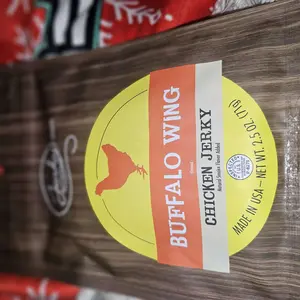 BUFFALO WING
CHICKEN JERKY
Natural Smoke Flavor Added
MADE IN USA – NET WT. 2.5 OZ. (71g)